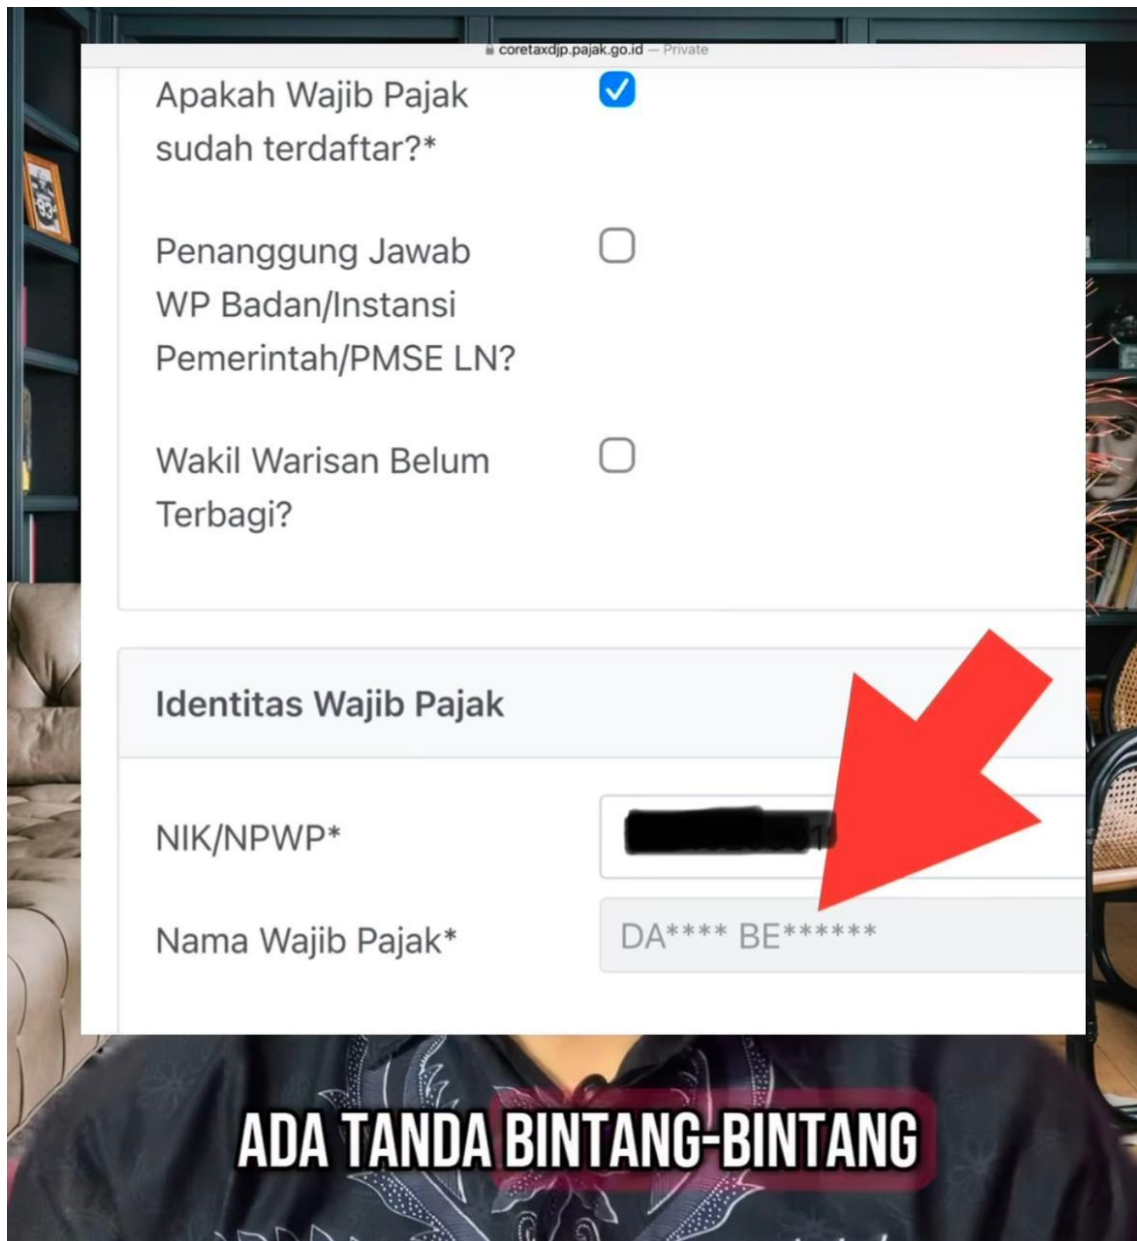 coretaxdjp.pajak.go.id — Private
Apakah Wajib Pajak
sudah terdaftar?*
Penanggung Jawab
WP Badan/Instansi
Pemerintah/PMSE LN?
Wakil Warisan Belum
Terbagi?
Identitas Wajib Pajak
NIK/NPWP*
Nama Wajib Pajak*
DA**** BE******
ADA TANDA BINTANG-BINTANG